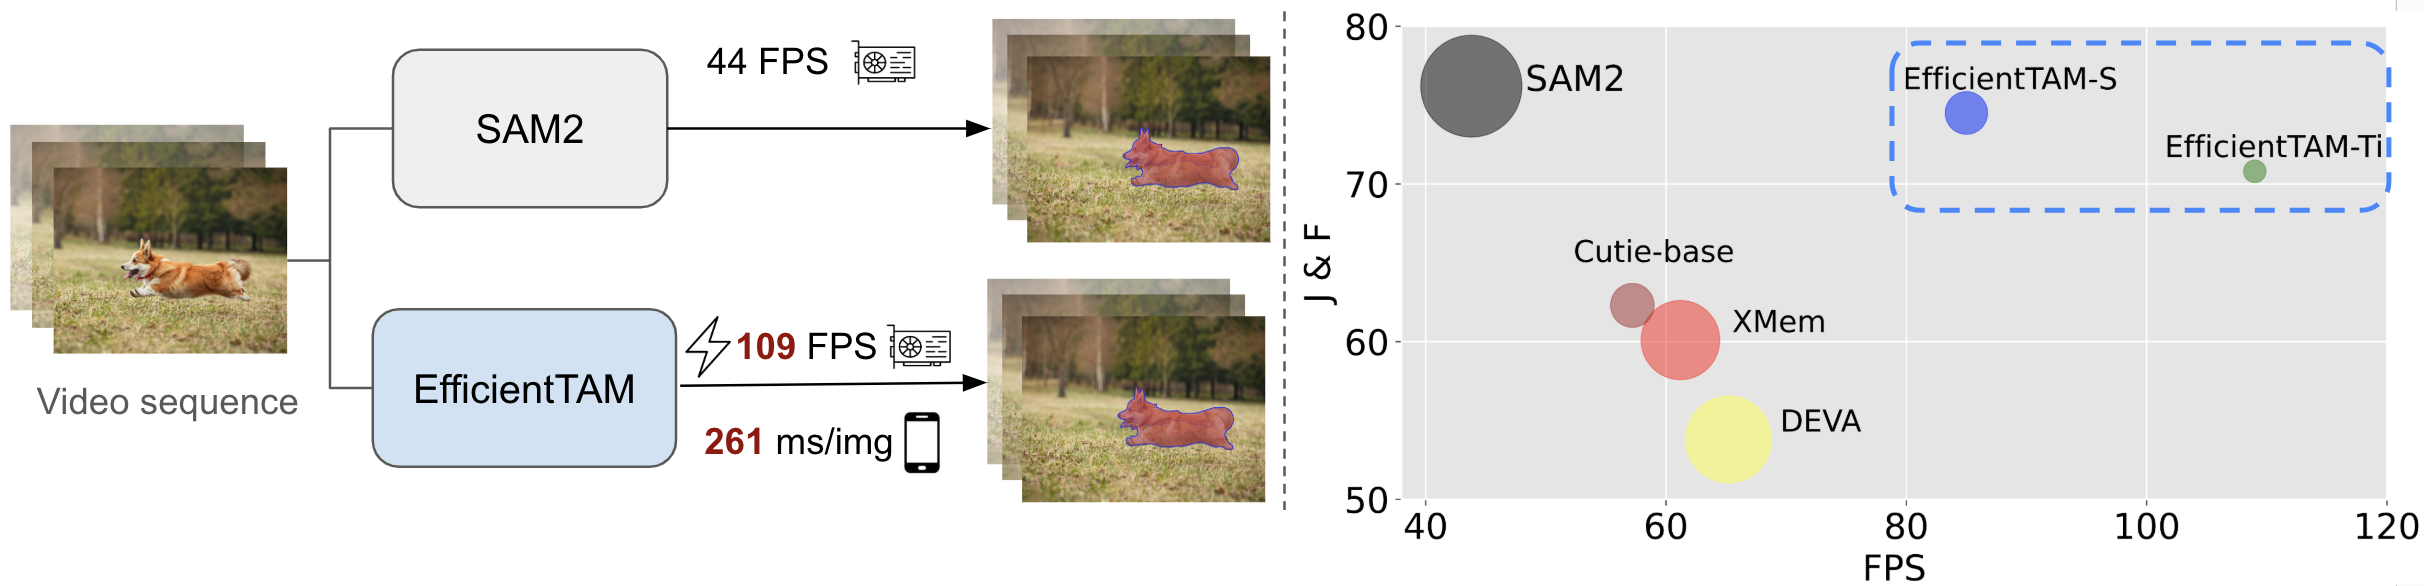 Video sequence
SAM2
44 FPS
EfficientTAM
109 FPS
261 ms/img
J & F
80
70
60
50
SAM2
EfficientTAM-S
EfficientTAM-Ti
Cutie-base
XMem
DEVA
40
60
80
100
120
FPS